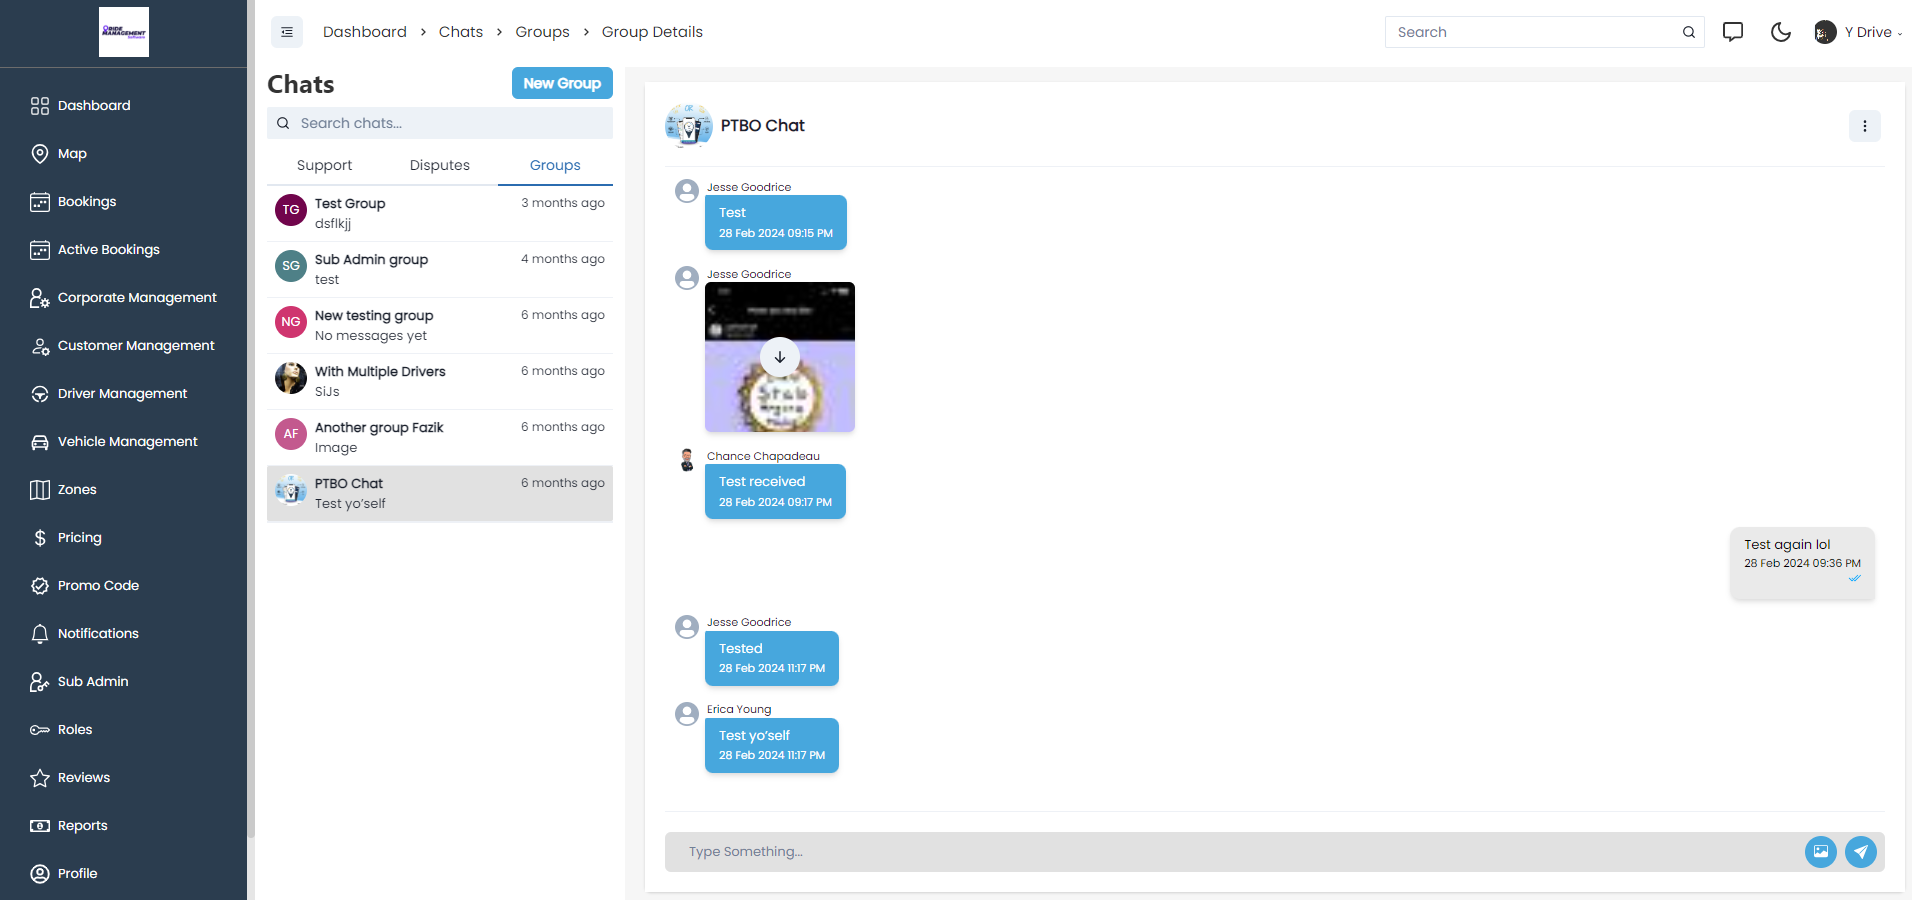 RIDE
MANAGEMENT
Software
Dashboard
Map
Bookings
Active Bookings
Corporate Management
Customer Management
Driver Management
Vehicle Management
Zones
Pricing
Promo Code
Notifications
Sub Admin
Roles
Reviews
Reports
Profile
Dashboard > Chats > Groups > Group Details
Search
Y Drive
Chats
New Group
Search chats...
Support Disputes Groups
TG Test Group 3 months ago
dsflkjj
SG Sub Admin group 4 months ago
test
NG New testing group 6 months ago
No messages yet
With Multiple Drivers 6 months ago
SiJs
AF Another group Fazik 6 months ago
Image
PTBO Chat 6 months ago
Test yo'self
PTBO Chat
Jesse Goodrice
Test
28 Feb 2024 09:15 PM
Jesse Goodrice
Stab
Chance Chapadeau
Test received
28 Feb 2024 09:17 PM
Test again lol
28 Feb 2024 09:36 PM
Jesse Goodrice
Tested
28 Feb 2024 11:17 PM
Erica Young
Test yo'self
28 Feb 2024 11:17 PM
Type Something...